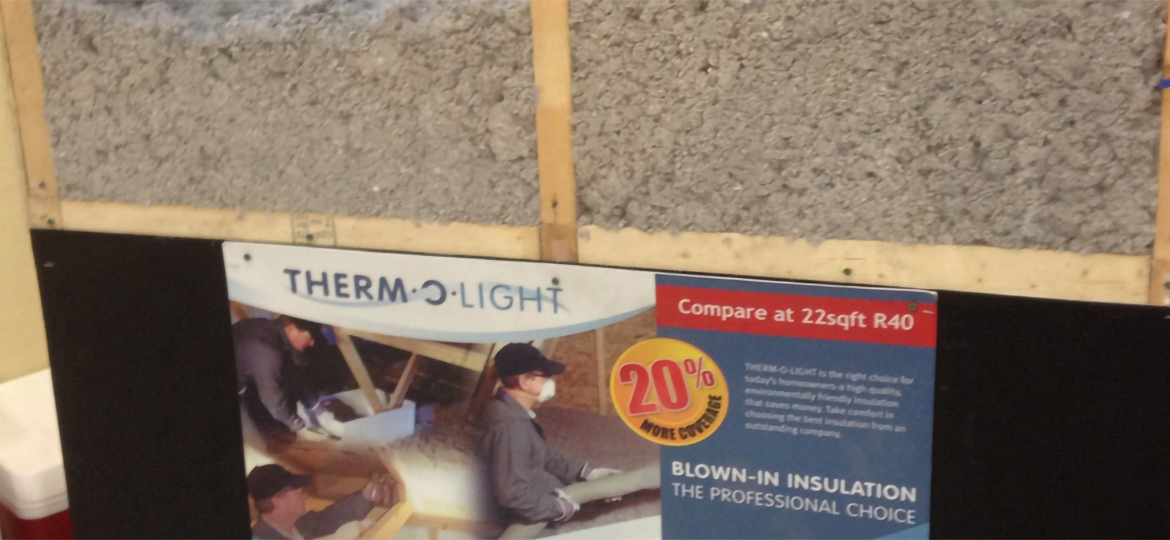 THERM·O·LIGHT
Compare at 22sqft R40
20%
MORE COVERAGE
THERM-O-LIGHT is the right choice for
today's homeowners-a high quality,
environmentally friendly insulation
that saves money. Take comfort in
choosing the best insulation from an
outstanding company.
BLOWN-IN INSULATION
THE PROFESSIONAL CHOICE